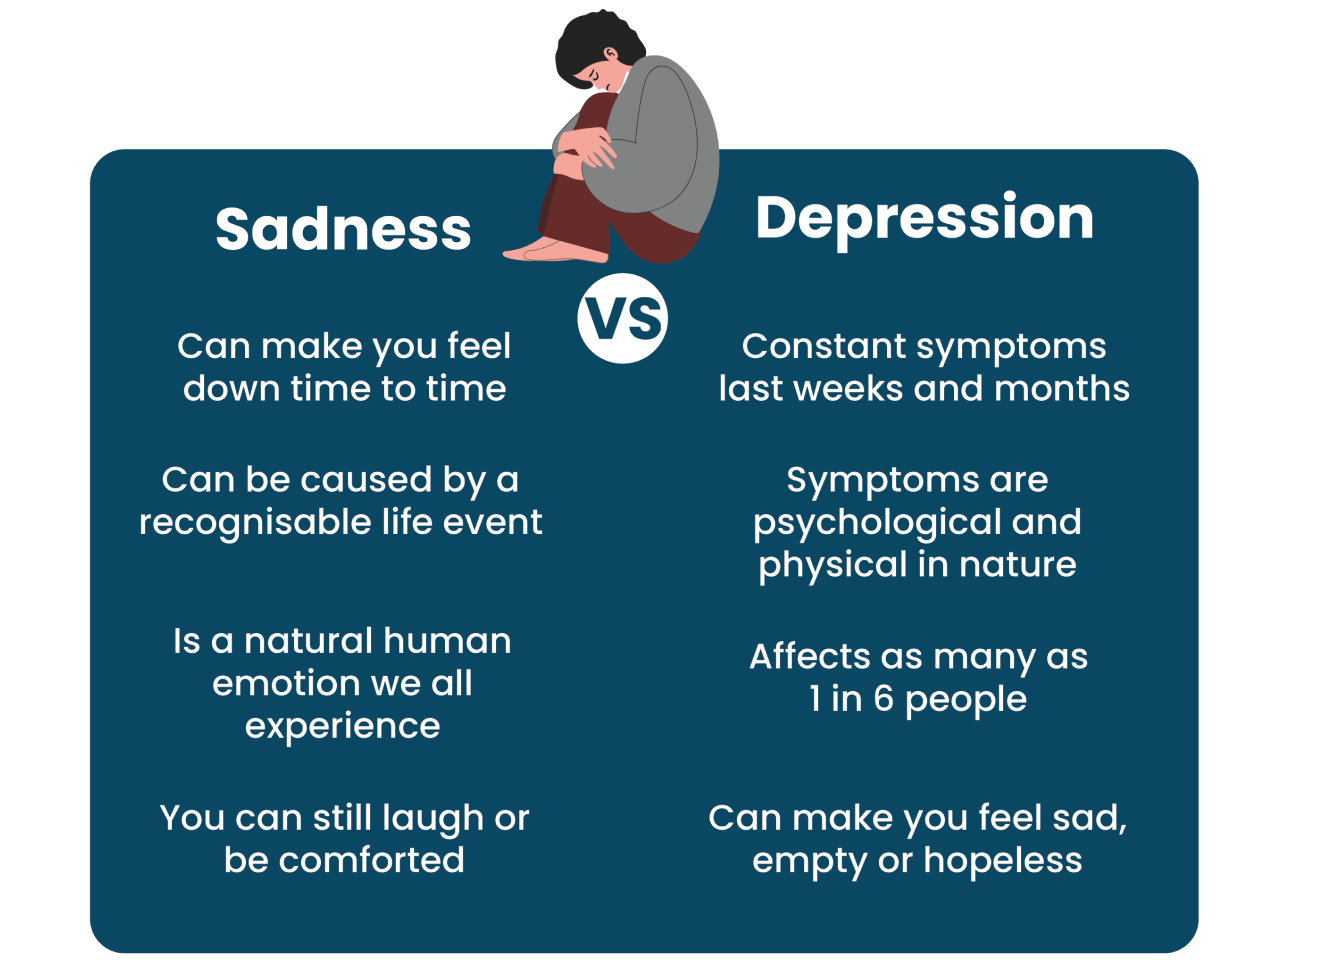 Sadness
Can make you feel
down time to time
Can be caused by a
recognisable life event
Is a natural human
emotion we all
experience
You can still laugh or
be comforted
VS
Depression
Constant symptoms
last weeks and months
Symptoms are
psychological and
physical in nature
Affects as many as
1 in 6 people
Can make you feel sad,
empty or hopeless